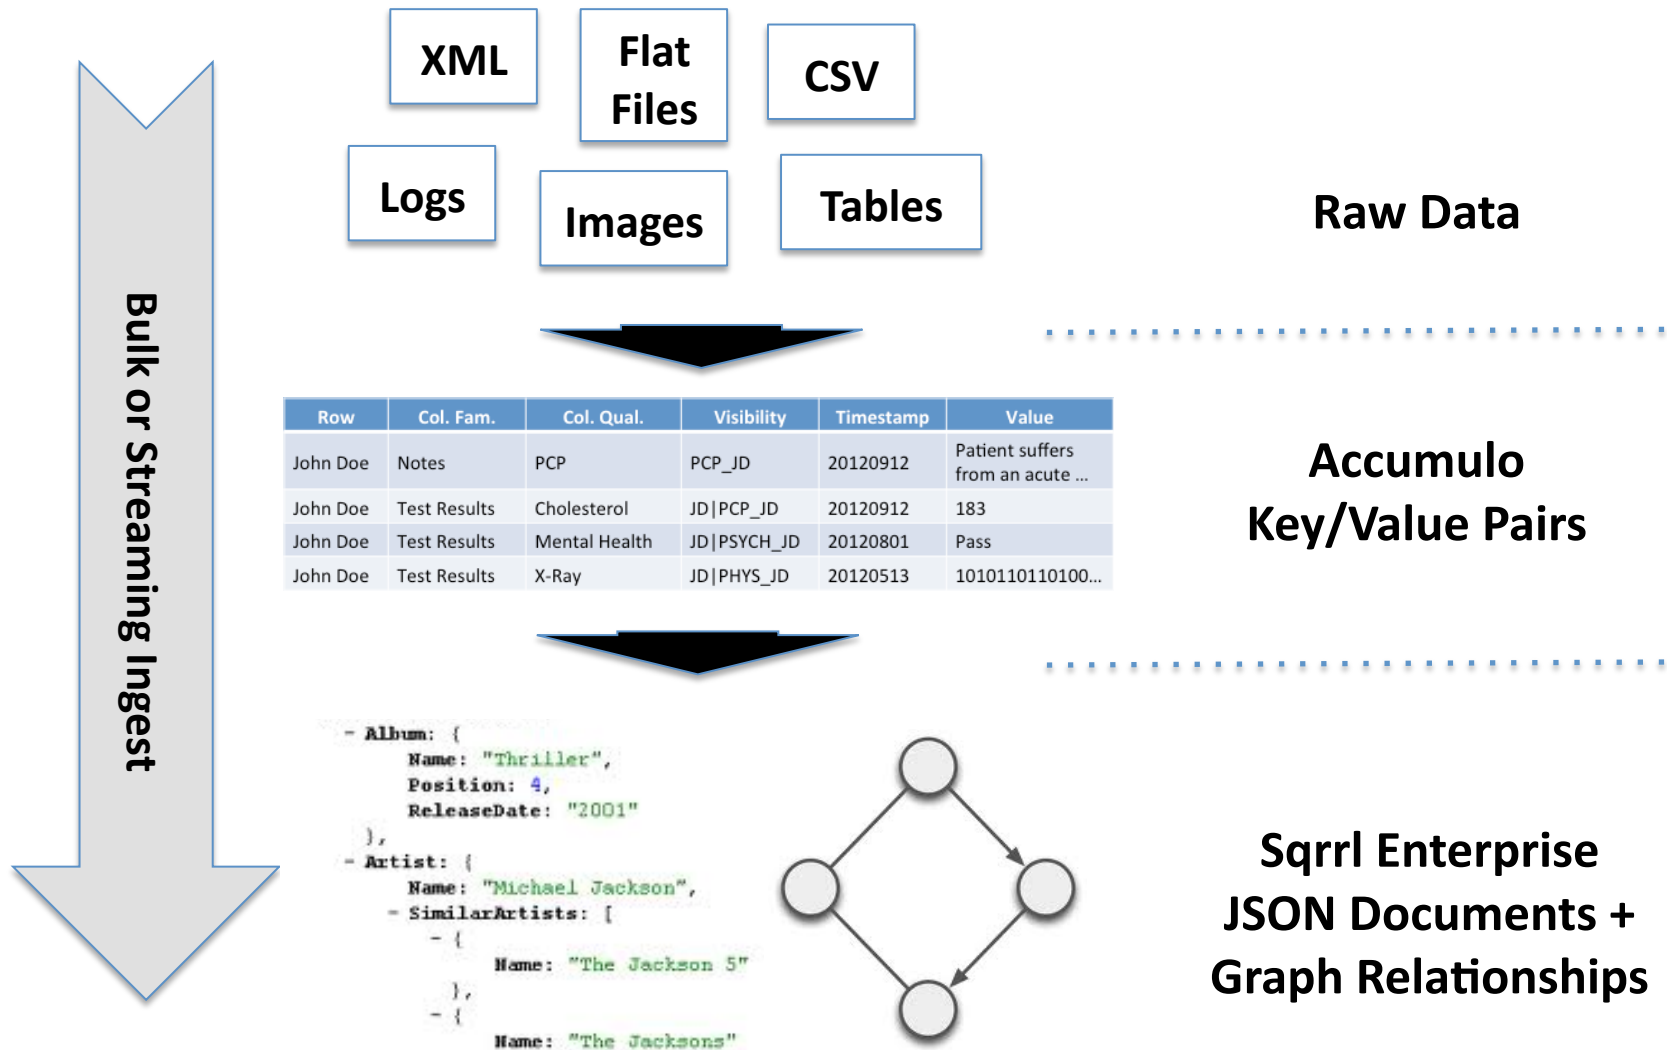 XML
Flat
Files
CSV
Logs
Images
Tables
Raw Data
Bulk or Streaming Ingest
Row Col. Fam. Col. Qual. Visibility Timestamp Value
John Doe Notes PCP PCP_JD 20120912 Patient suffers
from an acute ...
John Doe Test Results Cholesterol JD|PCP_JD 20120912 183
John Doe Test Results Mental Health JD|PSYCH_JD 20120801 Pass
John Doe Test Results X-Ray JD|PHYS_JD 20120513 1010110110100...
Accumulo
Key/Value Pairs
- Album: {
Name: "Thriller",
Position: 4,
ReleaseDate: "2001"
},
- Artist: {
Name: "Michael Jackson",
- SimilarArtists: [
- {
Name: "The Jackson 5"
},
- {
Name: "The Jacksons"
Sqrrl Enterprise
JSON Documents +
Graph Relationships